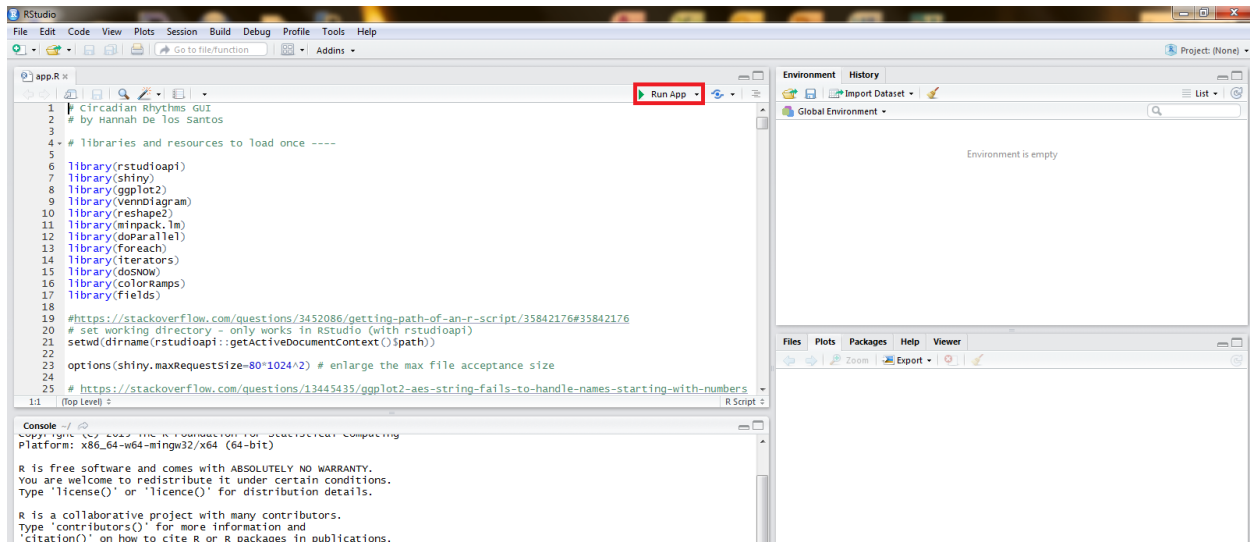 RStudio
File Edit Code View Plots Session Build Debug Profile Tools Help
Go to file/function Addins
Project: (None)
app.R
Run App
1 # Circadian Rhythms GUI
2 # by Hannah De los Santos
3
4 # libraries and resources to load once ----
5
6 library(rstudioapi)
7 library(shiny)
8 library(ggplot2)
9 library(VennDiagram)
10 library(reshape2)
11 library(minpack.lm)
12 library(doParallel)
13 library(foreach)
14 library(iterators)
15 library(doSNOW)
16 library(colorRamps)
17 library(fields)
18
19 #https://stackoverflow.com/questions/3452086/getting-path-of-an-r-script/35842176#35842176
20 # set working directory - only works in RStudio (with rstudioapi)
21 setwd(dirname(rstudioapi::getActiveDocumentContext()$path))
22
23 options(shiny.maxRequestSize=80*1024^2) # enlarge the max file acceptance size
24
25 # https://stackoverflow.com/questions/13445435/ggplot2-aes-string-fails-to-handle-names-starting-with-numbers
1:1 (Top Level) R Script
Console ~/
Copyright (C) 2015 The R Foundation for Statistical Computing
Platform: x86_64-w64-mingw32/x64 (64-bit)
R is free software and comes with ABSOLUTELY NO WARRANTY.
You are welcome to redistribute it under certain conditions.
Type 'license()' or 'licence()' for distribution details.
R is a collaborative project with many contributors.
Type 'contributors()' for more information and
'citation()' on how to cite R or R packages in publications.
Environment History
Import Dataset List
Global Environment
Environment is empty
Files Plots Packages Help Viewer
Zoom Export